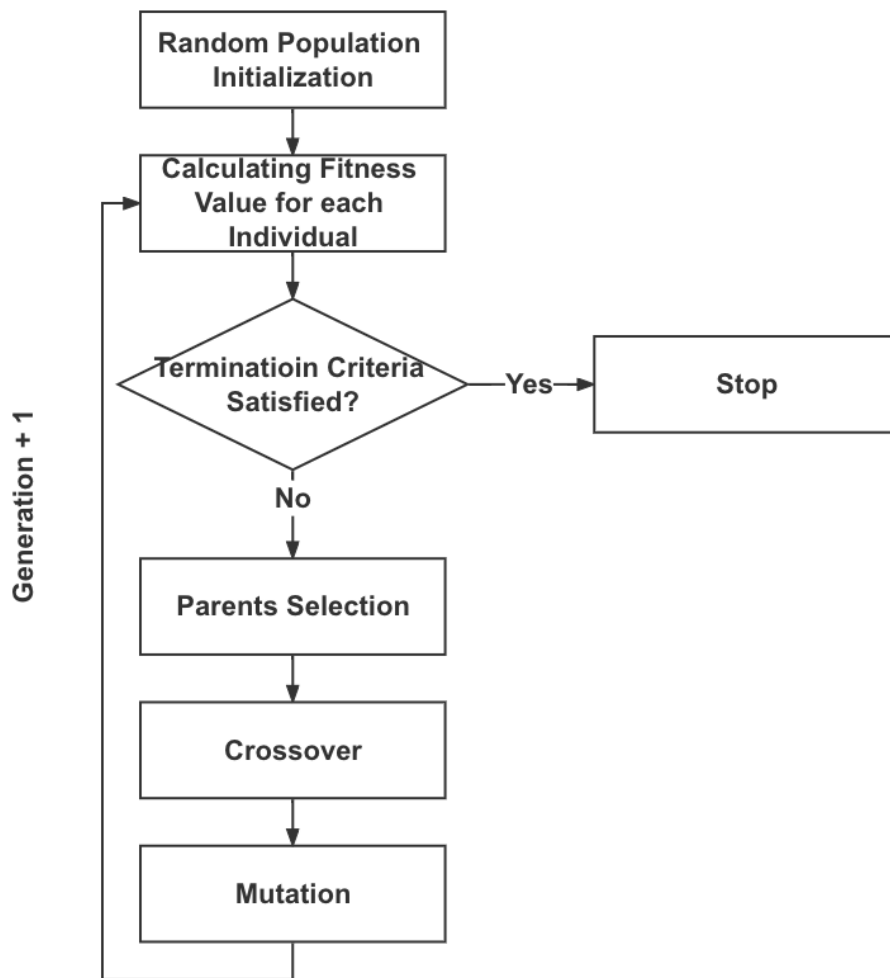 Random Population
Initialization
Calculating Fitness
Value for each
Individual
Terminatioin Criteria
Satisfied?
Yes
Stop
No
Generation + 1
Parents Selection
Crossover
Mutation